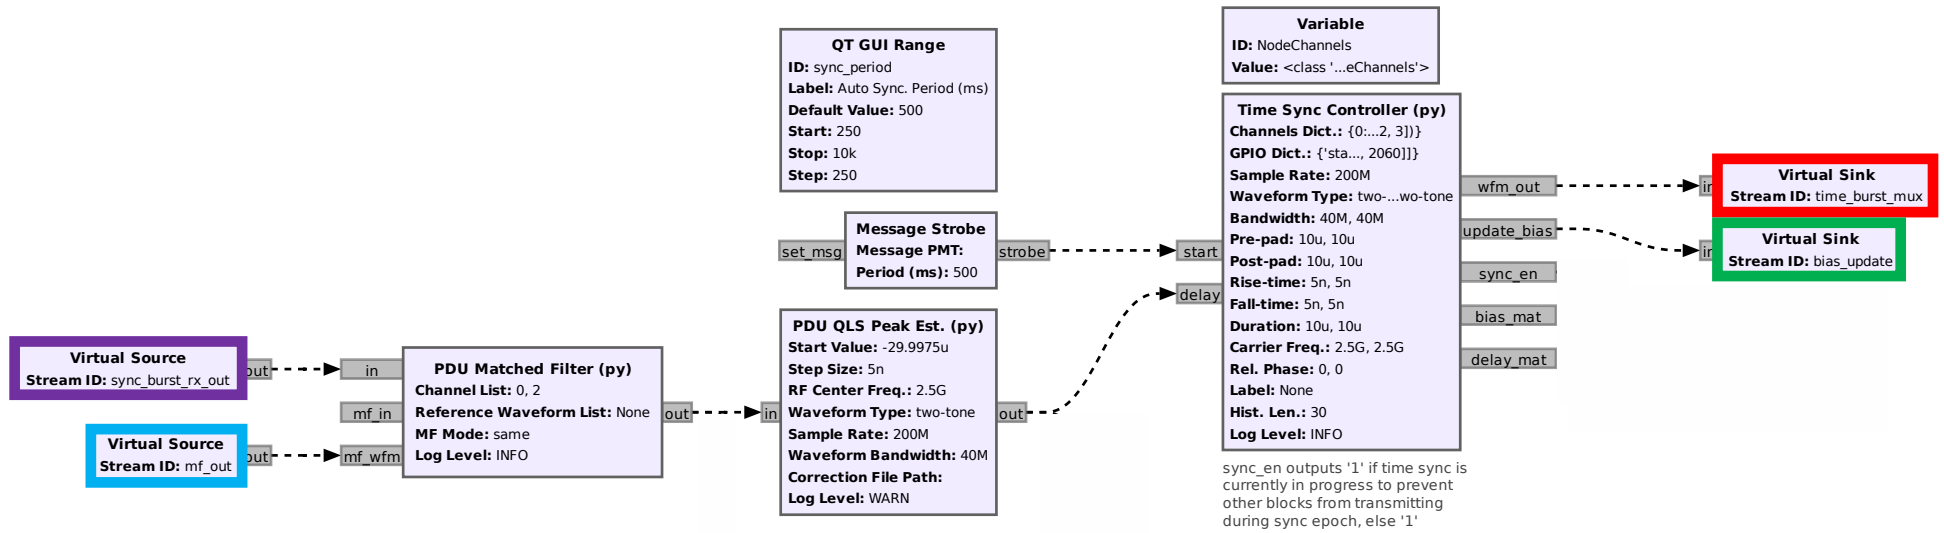 QT GUI Range
ID: sync_period
Label: Auto Sync. Period (ms)
Default Value: 500
Start: 250
Stop: 10k
Step: 250
Variable
ID: NodeChannels
Value: <class '...eChannels'>
set_msg
Message Strobe
Message PMT:
Period (ms): 500
strobe
Virtual Source
Stream ID: sync_burst_rx_out
out
Virtual Source
Stream ID: mf_out
out
in
mf_in
mf_wfm
PDU Matched Filter (py)
Channel List: 0, 2
Reference Waveform List: None
MF Mode: same
Log Level: INFO
out
in
PDU QLS Peak Est. (py)
Start Value: -29.9975u
Step Size: 5n
RF Center Freq.: 2.5G
Waveform Type: two-tone
Sample Rate: 200M
Waveform Bandwidth: 40M
Correction File Path:
Log Level: WARN
out
start
delay
Time Sync Controller (py)
Channels Dict.: {0:...2, 3])}
GPIO Dict.: {'sta..., 2060]]}
Sample Rate: 200M
Waveform Type: two-...wo-tone
Bandwidth: 40M, 40M
Pre-pad: 10u, 10u
Post-pad: 10u, 10u
Rise-time: 5n, 5n
Fall-time: 5n, 5n
Duration: 10u, 10u
Carrier Freq.: 2.5G, 2.5G
Rel. Phase: 0, 0
Label: None
Hist. Len.: 30
Log Level: INFO
wfm_out
update_bias
sync_en
bias_mat
delay_mat
sync_en outputs '1' if time sync is
currently in progress to prevent
other blocks from transmitting
during sync epoch, else '1'
in
Virtual Sink
Stream ID: time_burst_mux
in
Virtual Sink
Stream ID: bias_update